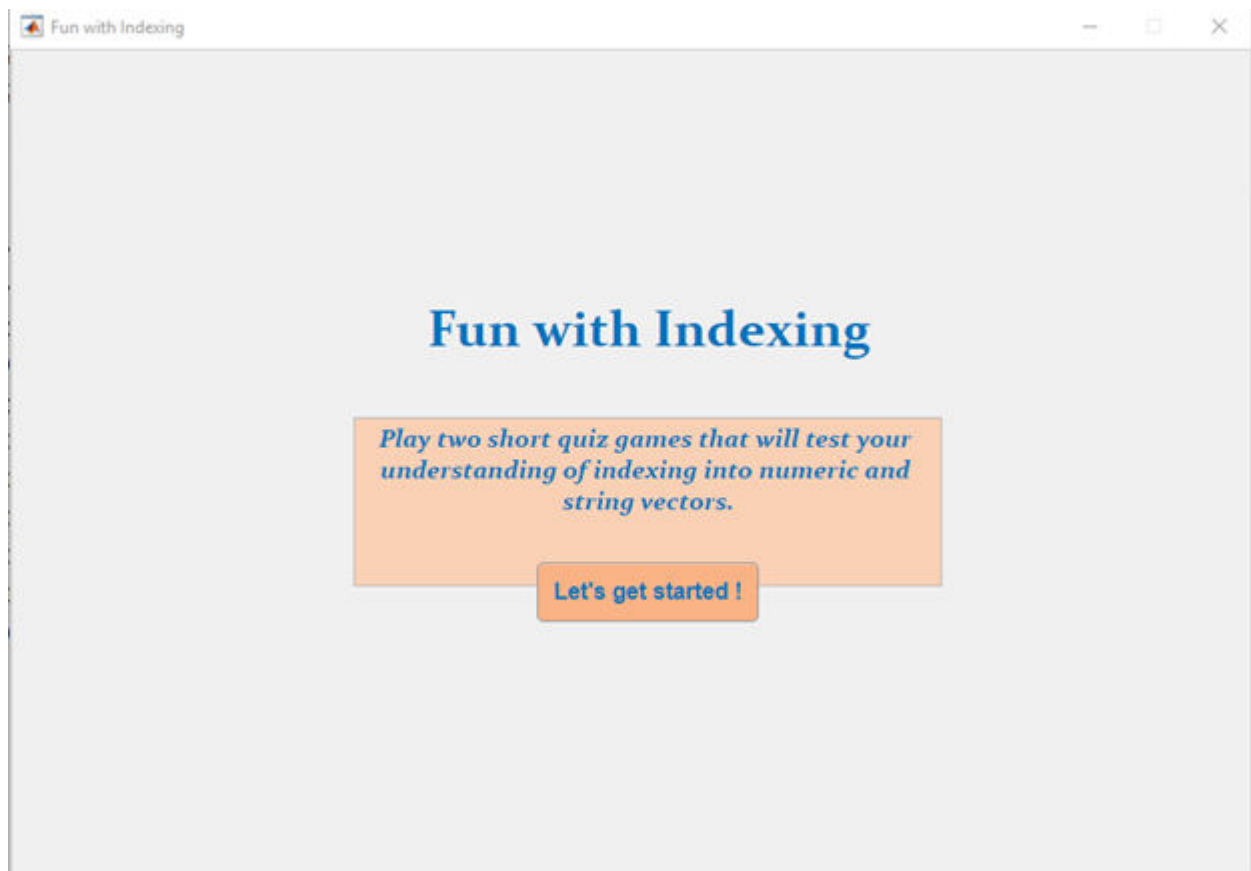 Fun with Indexing
Fun with Indexing
Play two short quiz games that will test your
understanding of indexing into numeric and
string vectors.
Let's get started !